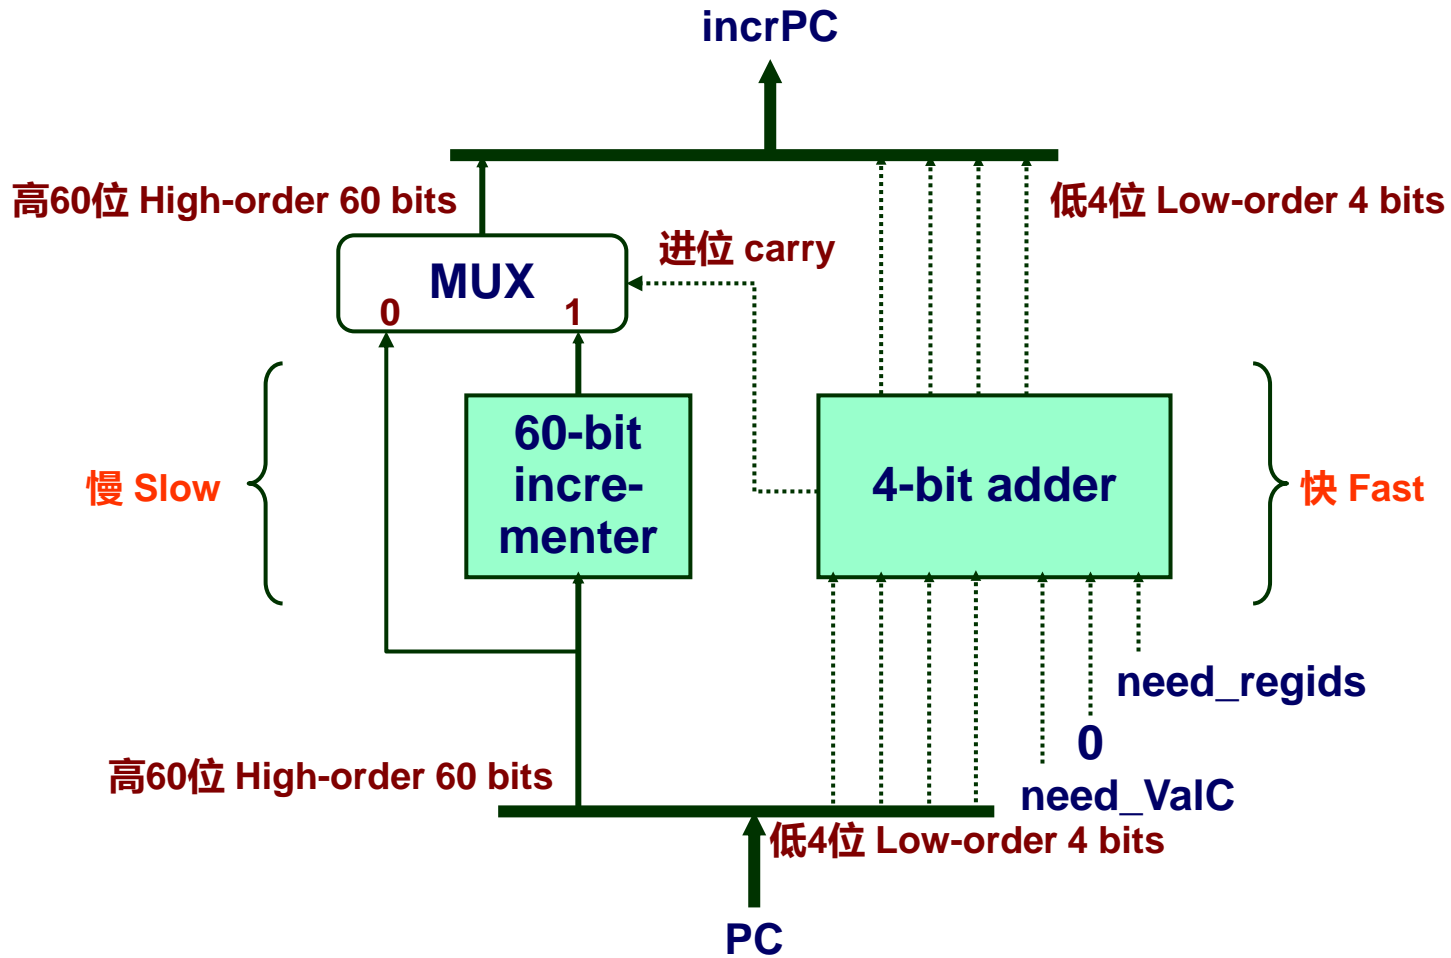 incrPC
高60位 High-order 60 bits
低4位 Low-order 4 bits
进位 carry
MUX
0
1
60-bit
incre-
menter
4-bit adder
慢 Slow
快 Fast
need_regids
0
need_ValC
高60位 High-order 60 bits
低4位 Low-order 4 bits
PC